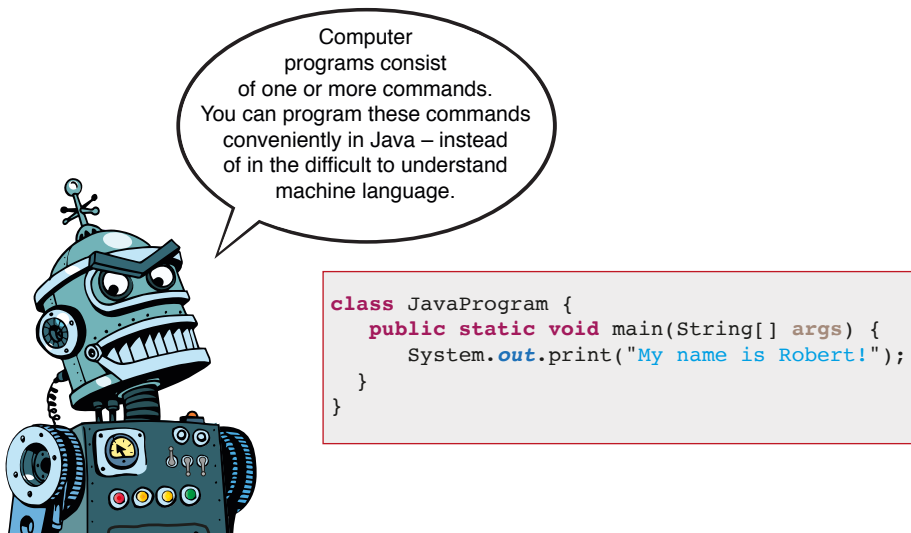 Computer
programs consist
of one or more commands.
You can program these commands
conveniently in Java – instead
of in the difficult to understand
machine language.
class JavaProgram {
   public static void main(String[] args) {
      System.out.print("My name is Robert!");
  }
}